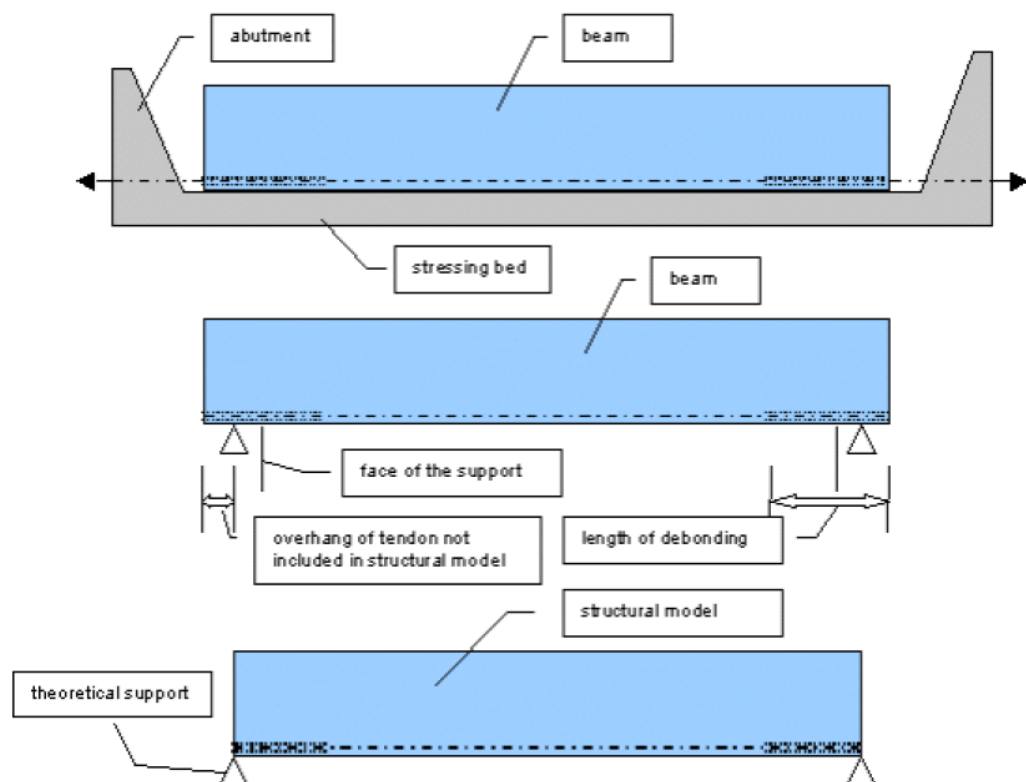 abutment
beam
stressing bed
beam
face of the support
overhang of tendon not
included in structural model
length of debonding
structural model
theoretical support